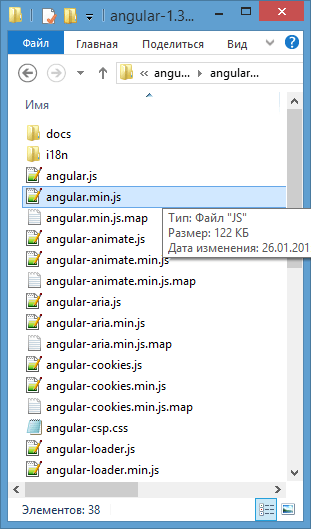 angular-1.3...
Файл Главная Поделиться Вид
« angu... angular...
Имя
docs
i18n
angular.js
angular.min.js
angular.min.js.map
Тип: Файл "JS"
Размер: 122 КБ
Дата изменения: 26.01.201
angular-animate.js
angular-animate.min.js
angular-animate.min.js.map
angular-aria.js
angular-aria.min.js
angular-aria.min.js.map
angular-cookies.js
angular-cookies.min.js
angular-cookies.min.js.map
angular-csp.css
angular-loader.js
angular-loader.min.js
Элементов: 38